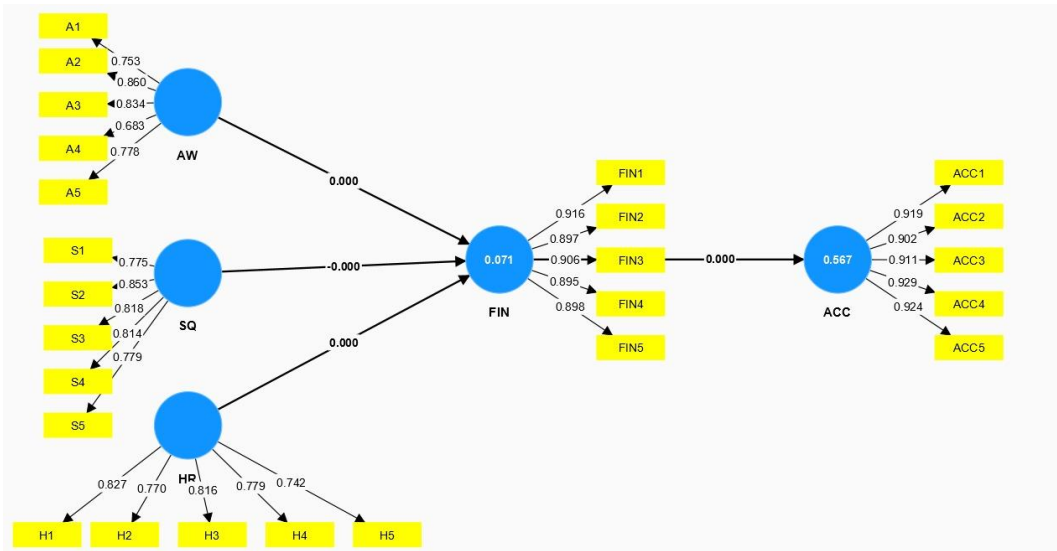 A1
A2
A3
A4
A5
0.753
0.860
0.834
0.683
0.778
AW
0.000
S1
S2
S3
S4
S5
0.775
0.853
0.818
0.814
0.779
SQ
-0.000
HR
0.000
0.827
0.770
0.816
0.779
0.742
H1
H2
H3
H4
H5
0.071
FIN
0.916
0.897
0.906
0.895
0.898
FIN1
FIN2
FIN3
FIN4
FIN5
0.000
0.567
ACC
0.919
0.902
0.911
0.929
0.924
ACC1
ACC2
ACC3
ACC4
ACC5